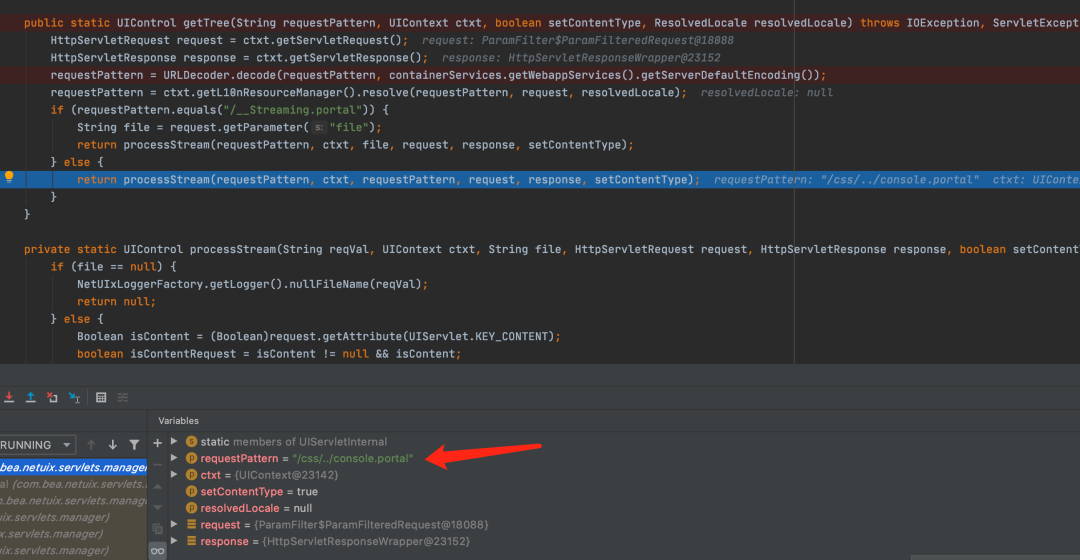 public static UIControl getTree(String requestPattern, UIContext ctxt, boolean setContentType, ResolvedLocale resolvedLocale) throws IOException, ServletExcept
HttpServletRequest request = ctxt.getServletRequest(); request: ParamFilter$ParamFilteredRequest@18088
HttpServletResponse response = ctxt.getServletResponse(); response: HttpServletResponseWrapper@23152
requestPattern = URLDecoder.decode(requestPattern, containerServices.getWebappServices().getServerDefaultEncoding());
requestPattern = ctxt.getL10nResourceManager().resolve(requestPattern, request, resolvedLocale); resolvedLocale: null
if (requestPattern.equals("/__Streaming.portal")) {
String file = request.getParameter( s: "file");
return processStream(requestPattern, ctxt, file, request, response, setContentType);
} else {
return processStream(requestPattern, ctxt, requestPattern, request, response, setContentType); requestPattern: "/css/../console.portal" ctxt: UIConte
}
}
private static UIControl processStream(String reqVal, UIContext ctxt, String file, HttpServletRequest request, HttpServletResponse response, boolean setContent
if (file == null) {
NetUIxLoggerFactory.getLogger().nullFileName(reqVal);
return null;
} else {
Boolean isContent = (Boolean)request.getAttribute(UIServlet.KEY_CONTENT);
boolean isContentRequest = isContent != null && isContent;
Variables
RUNNING
s static members of UIServletInternal
bea.netuix.servlets.manager
p requestPattern = "/css/../console.portal"
al (com.bea.netuix.servlets.
p ctxt = {UIContext@23142}
m.bea.netuix.servlets.manag
p setContentType = true
uix.servlets.manager)
p resolvedLocale = null
x.servlets.manager)
request = {ParamFilter$ParamFilteredRequest@18088}
x.servlets.manager)
response = {HttpServletResponseWrapper@23152}